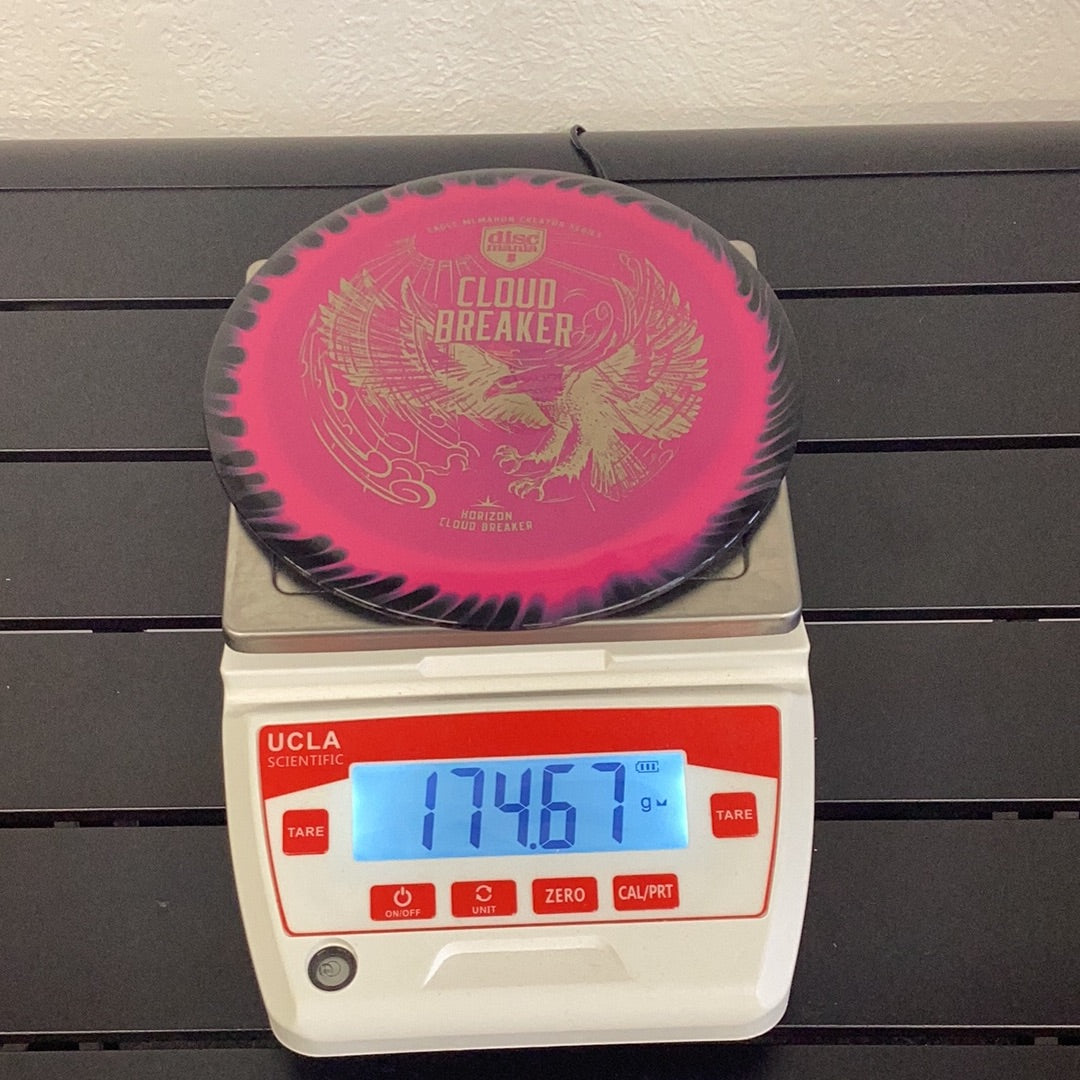 EAGLE MCMAHON CREATOR SERIES
disc
mania
CLOUD
BREAKER
HORIZON
CLOUD BREAKER
UCLA
SCIENTIFIC
174.67
g
TARE
TARE
ON/OFF
UNIT
ZERO
CAL/PRT